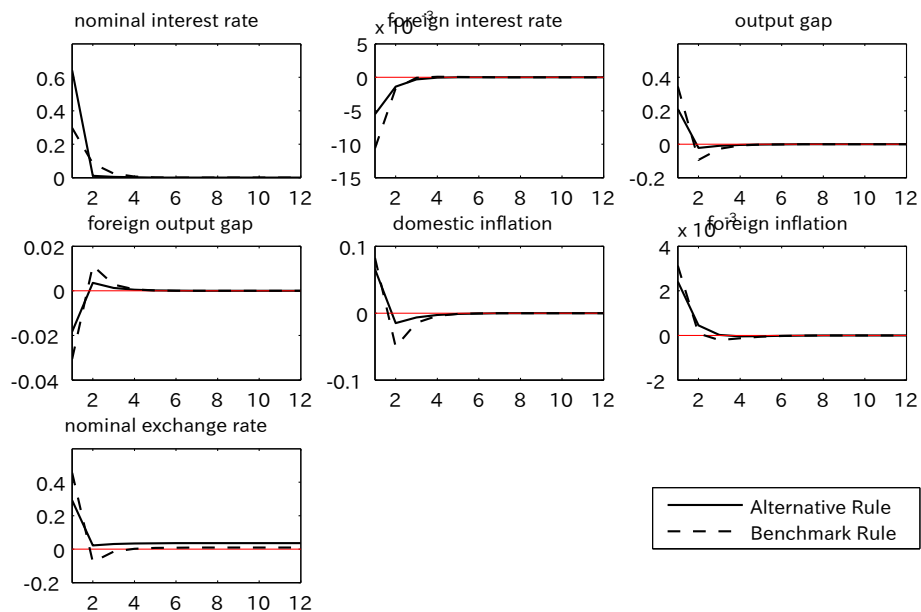 nominal interest rate
foreign interest rate
output gap
0.6
0.4
0.2
0
2 4 6 8 10 12
x 10-3
5
0
-5
-10
-15
2 4 6 8 10 12
0.4
0.2
0
-0.2
2 4 6 8 10 12
foreign output gap
domestic inflation
foreign inflation
0.02
0
-0.02
-0.04
2 4 6 8 10 12
0.1
0
-0.1
2 4 6 8 10 12
x 10-3
4
2
0
-2
2 4 6 8 10 12
nominal exchange rate
0.4
0.2
0
-0.2
2 4 6 8 10 12
Alternative Rule
Benchmark Rule